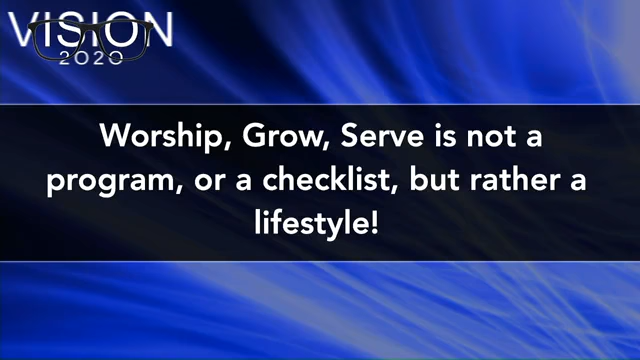 VISION
2020
Worship, Grow, Serve is not a
program, or a checklist, but rather a
lifestyle!